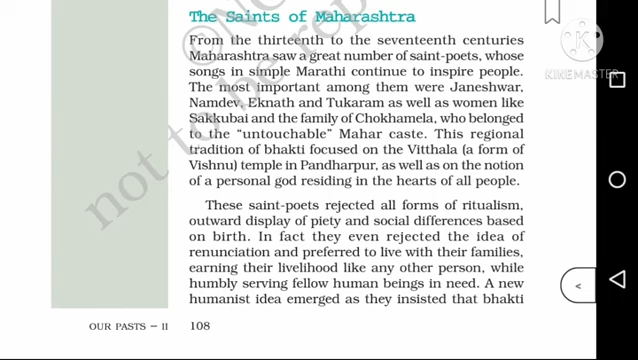 The Saints of Maharashtra
From the thirteenth to the seventeenth centuries
Maharashtra saw a great number of saint-poets, whose
songs in simple Marathi continue to inspire people.
The most important among them were Janeshwar,
Namdev, Eknath and Tukaram as well as women like
Sakkubai and the family of Chokhamela, who belonged
to the “untouchable” Mahar caste. This regional
tradition of bhakti focused on the Vitthala (a form of
Vishnu) temple in Pandharpur, as well as on the notion
of a personal god residing in the hearts of all people.
These saint-poets rejected all forms of ritualism,
outward display of piety and social differences based
on birth. In fact they even rejected the idea of
renunciation and preferred to live with their families,
earning their livelihood like any other person, while
humbly serving fellow human beings in need. A new
humanist idea emerged as they insisted that bhakti
OUR PASTS – II 108
not to be rep
KINEMASTER